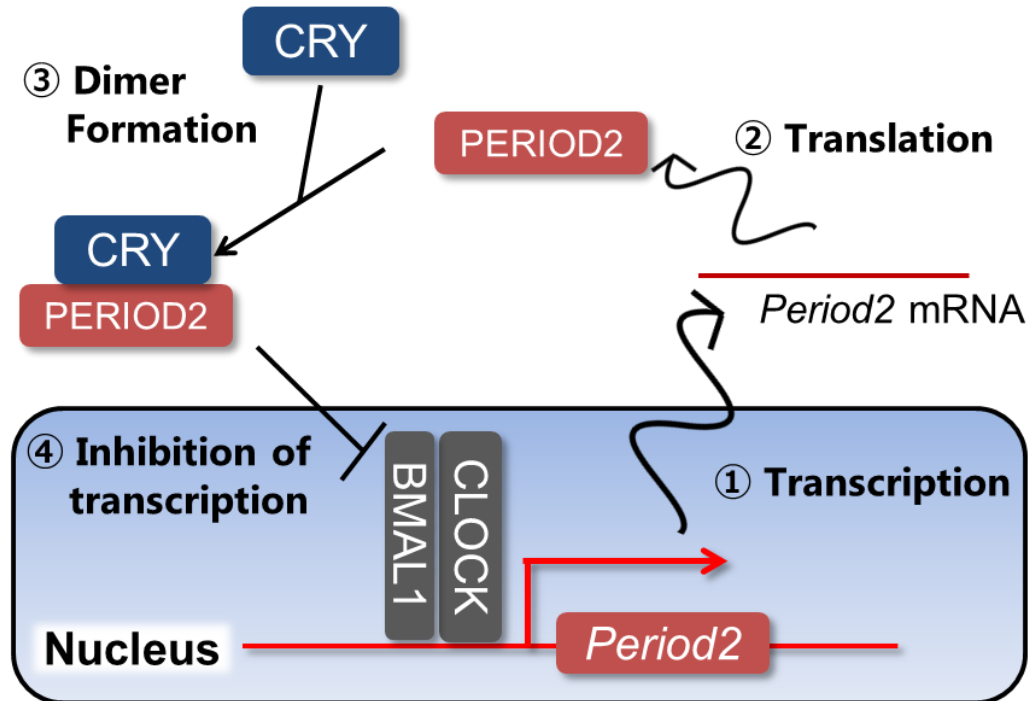 CRY
③ Dimer
Formation
PERIOD2
② Translation
CRY
PERIOD2
Period2 mRNA
④ Inhibition of
transcription
BMAL1
CLOCK
① Transcription
Nucleus
Period2